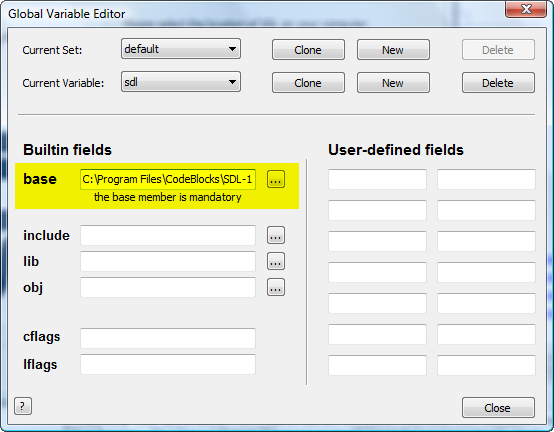 Global Variable Editor
Current Set: default Clone New Delete
Current Variable: sdl Clone New Delete
Builtin fields User-defined fields
base C:\Program Files\CodeBlocks\SDL-1 ...
the base member is mandatory
include ...
lib ...
obj ...
cflags
lflags
? Close